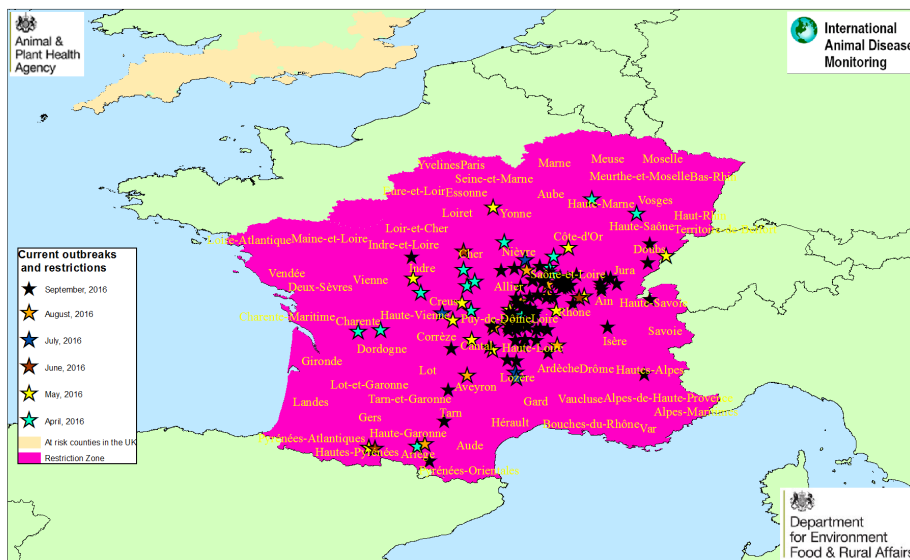 Animal &
Plant Health
Agency
International
Animal Disease
Monitoring
Marne
Meuse
Moselle
Yvelines
Paris
Seine-et-Marne
Meurthe-et-Moselle
Bas-Rhin
Eure-et-Loir
Essonne
Aube
Haute-Marne
Vosges
Loiret
Yonne
Haut-Rhin
Loir-et-Cher
Haute-Saône
Loire-Atlantique
Maine-et-Loire
Indre-et-Loire
Cher
Nièvre
Côte-d'Or
Doubs
Vendée
Vienne
Indre
Saône-et-Loire
Jura
Deux-Sèvres
Allier
Creuse
Ain
Haute-Savoie
Charente-Maritime
Charente
Haute-Vienne
Puy-de-Dôme
Loire
Rhône
Corrèze
Isère
Savoie
Dordogne
Cantal
Haute-Loire
Gironde
Lot
Ardèche
Drôme
Hautes-Alpes
Lot-et-Garonne
Aveyron
Lozère
Landes
Tarn-et-Garonne
Gard
Vaucluse
Alpes-de-Haute-Provence
Gers
Tarn
Hérault
Alpes-Maritimes
Bouches-du-Rhône
Var
Pyrénées-Atlantiques
Haute-Garonne
Aude
Hautes-Pyrénées
Ariège
Pyrénées-Orientales
Current outbreaks
and restrictions
September, 2016
August, 2016
July, 2016
June, 2016
May, 2016
April, 2016
At risk counties in the UK
Restriction Zone
Department
for Environment
Food & Rural Affairs